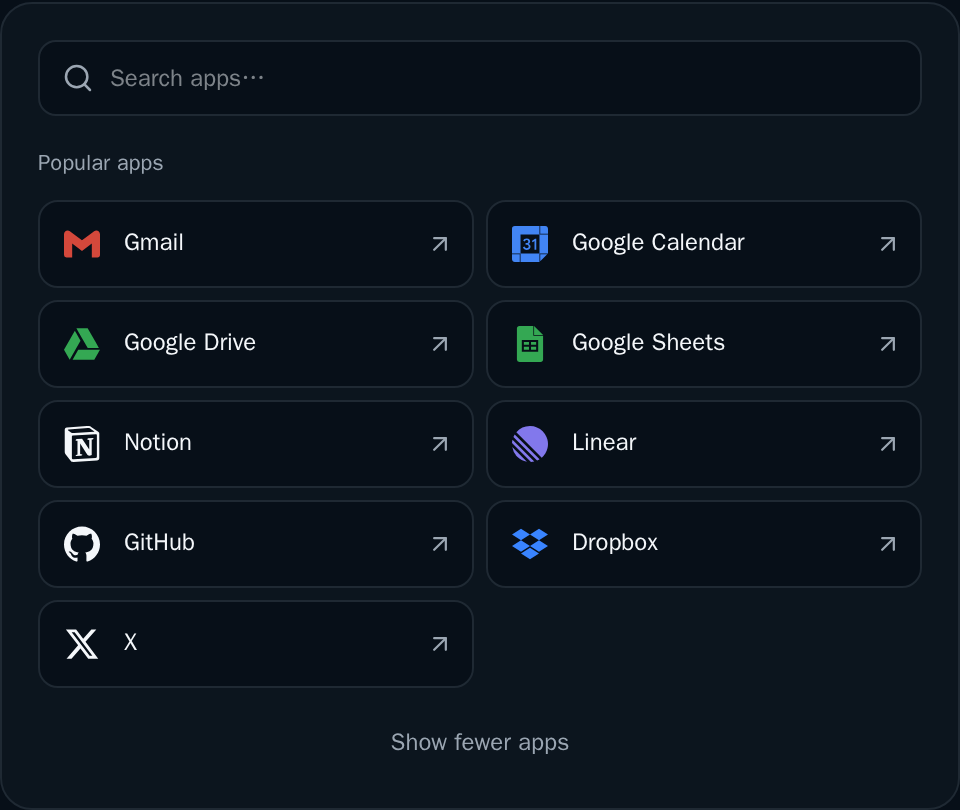 Search apps···
Popular apps
Gmail
31
Google Calendar
Google Drive
Google Sheets
N
Notion
Linear
GitHub
Dropbox
X
Show fewer apps